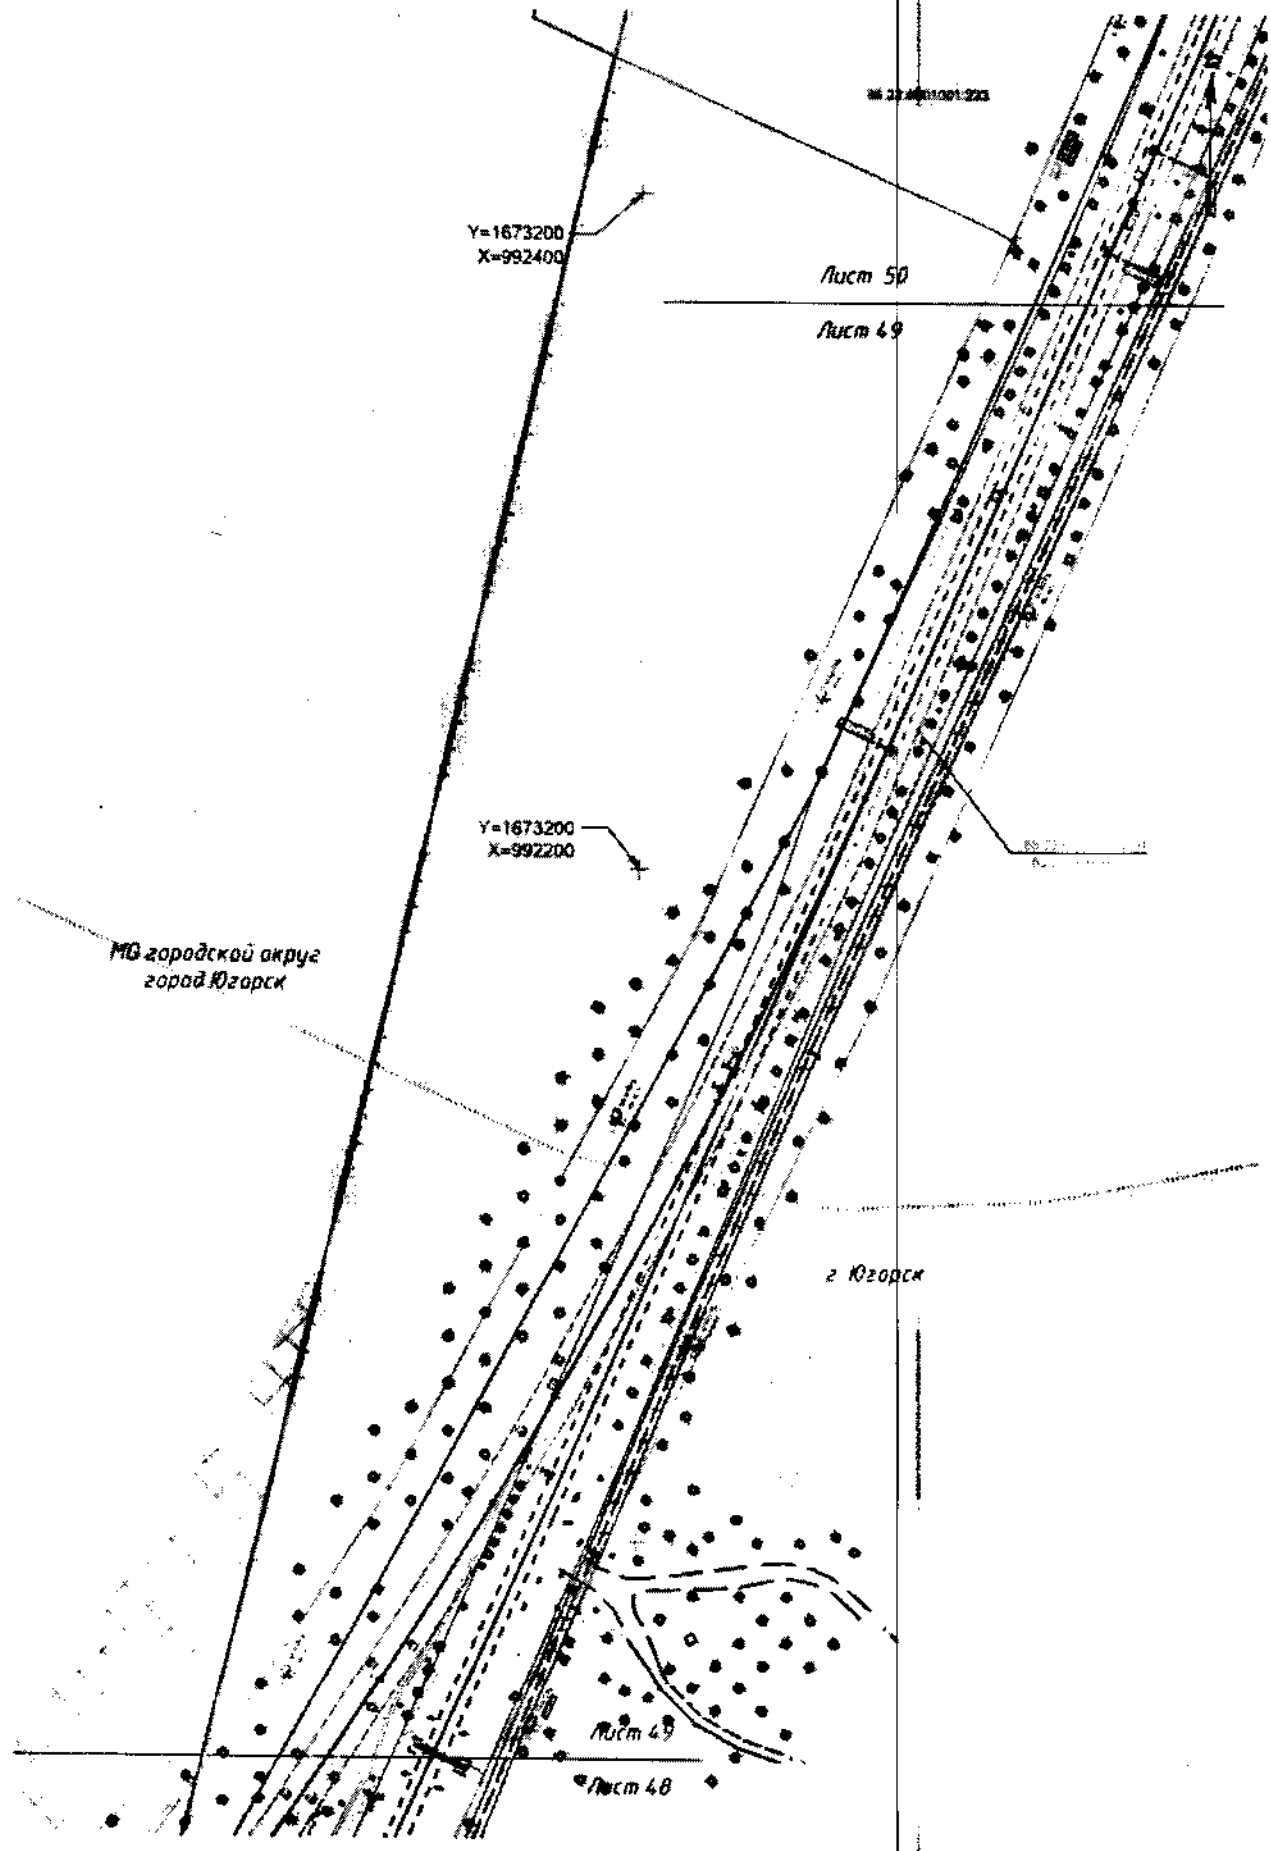 Y=1673200
X=992400
Лист 50
Лист 49
Y=1673200
X=992200
МО городской округ
город Югорск
г Югорск
Лист 49
Лист 48